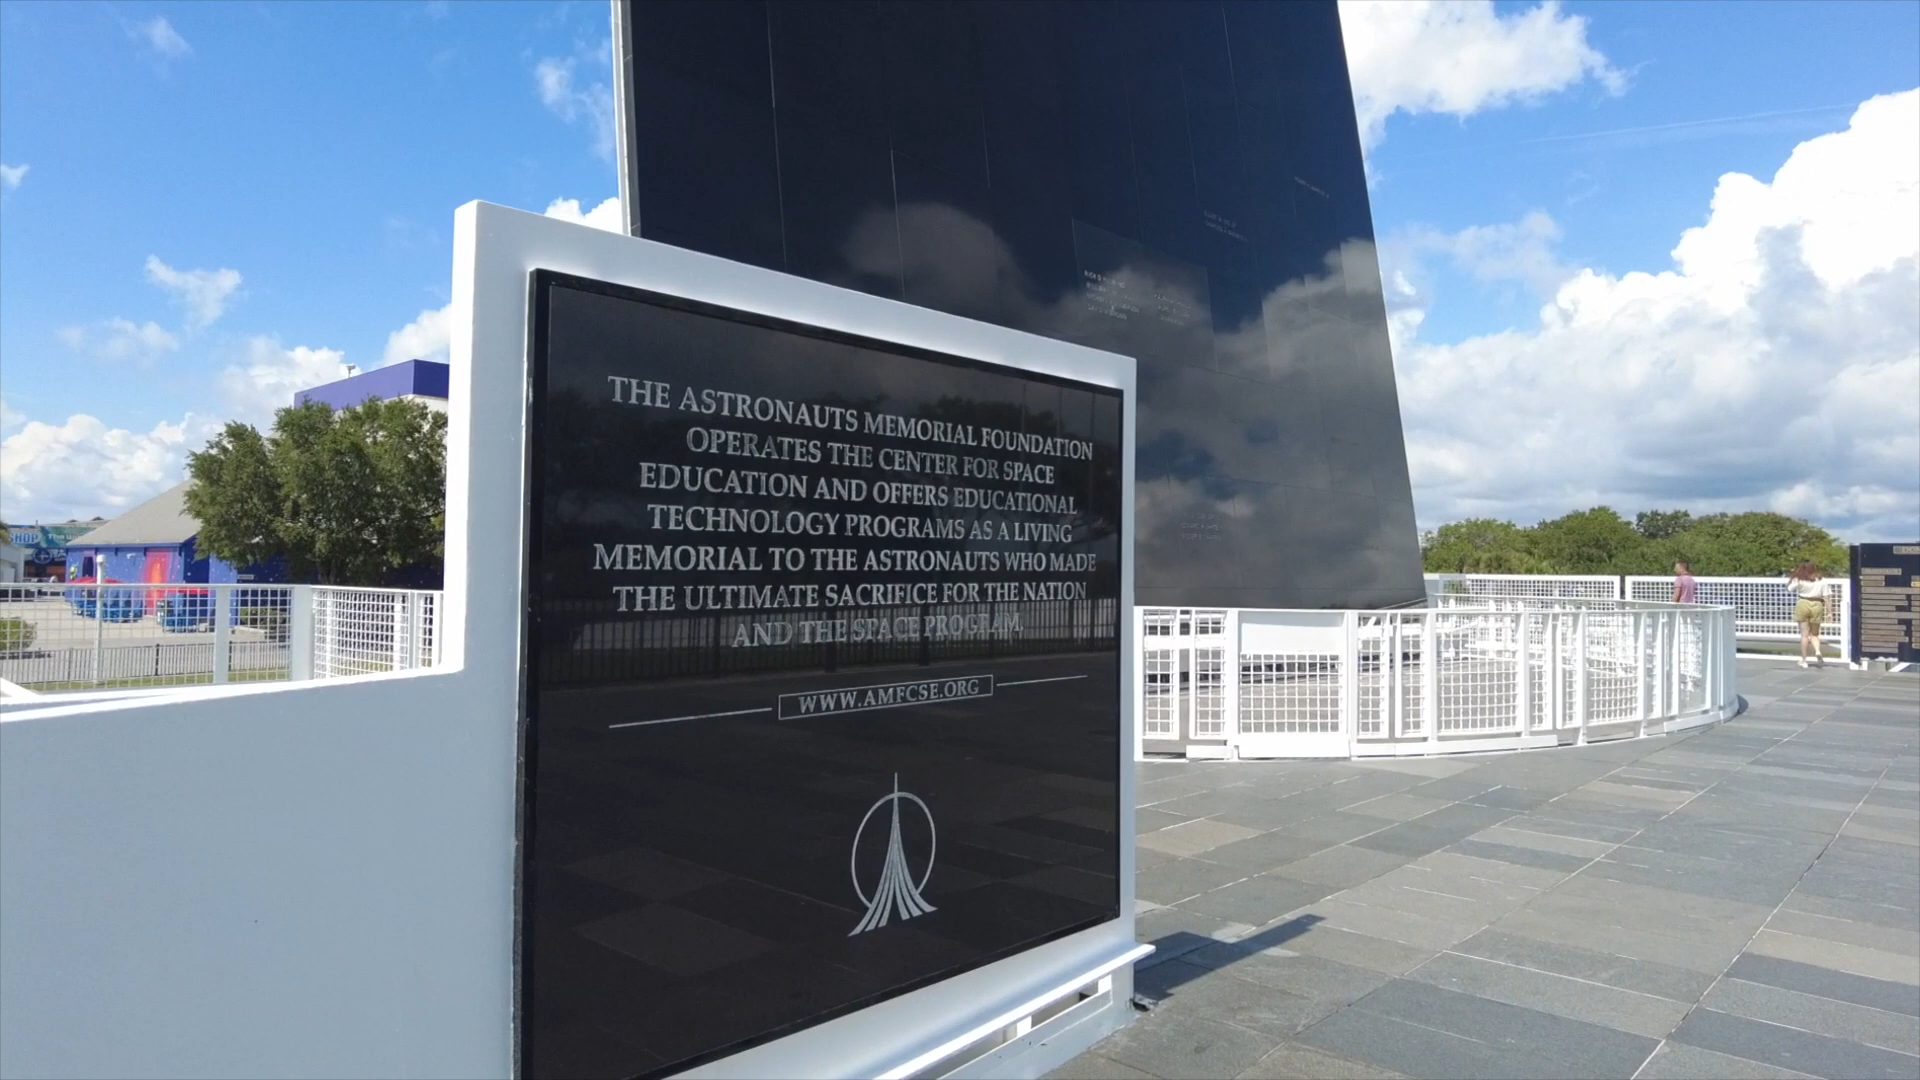 THE ASTRONAUTS MEMORIAL FOUNDATION
OPERATES THE CENTER FOR SPACE
EDUCATION AND OFFERS EDUCATIONAL
TECHNOLOGY PROGRAMS AS A LIVING
MEMORIAL TO THE ASTRONAUTS WHO MADE
THE ULTIMATE SACRIFICE FOR THE NATION
AND THE SPACE PROGRAM.
WWW.AMFCSE.ORG
SHOP